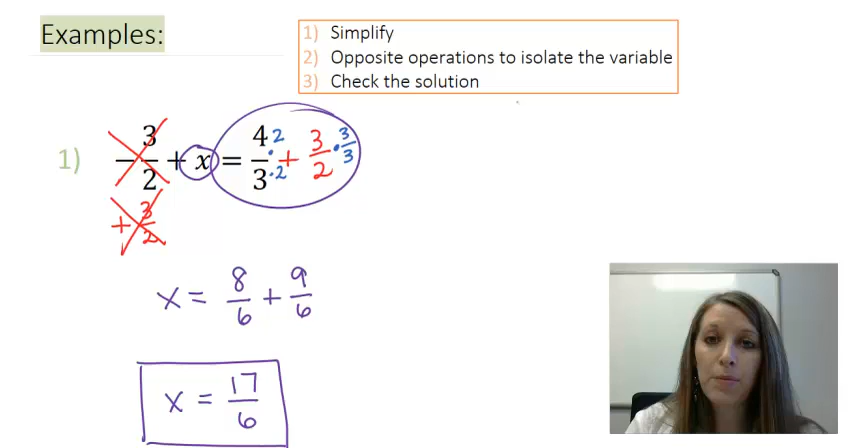 Examples:
1) Simplify
2) Opposite operations to isolate the variable
3) Check the solution
1) −3/2 + x = 4/3 ·2/·2 + 3/2 · 3/3
+ 3/2
x = 8/6 + 9/6
x = 17/6